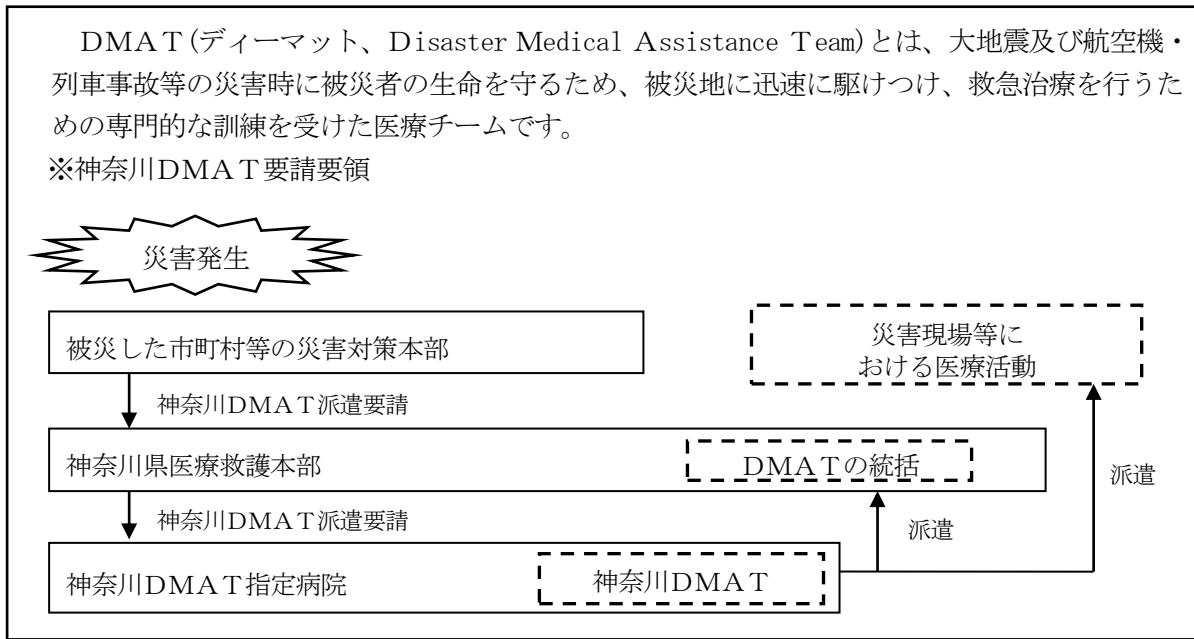 DMAT(ディーマット、Disaster Medical Assistance Team)とは、大地震及び航空機・
列車事故等の災害時に被災者の生命を守るため、被災地に迅速に駆けつけ、救急治療を行うた
めの専門的な訓練を受けた医療チームです。
※神奈川DMAT要請要領
災害発生
被災した市町村等の災害対策本部
災害現場等に
おける医療活動
神奈川DMAT派遣要請
神奈川県医療救護本部
DMATの統括
派遣
神奈川DMAT派遣要請
派遣
神奈川DMAT指定病院
神奈川DMAT